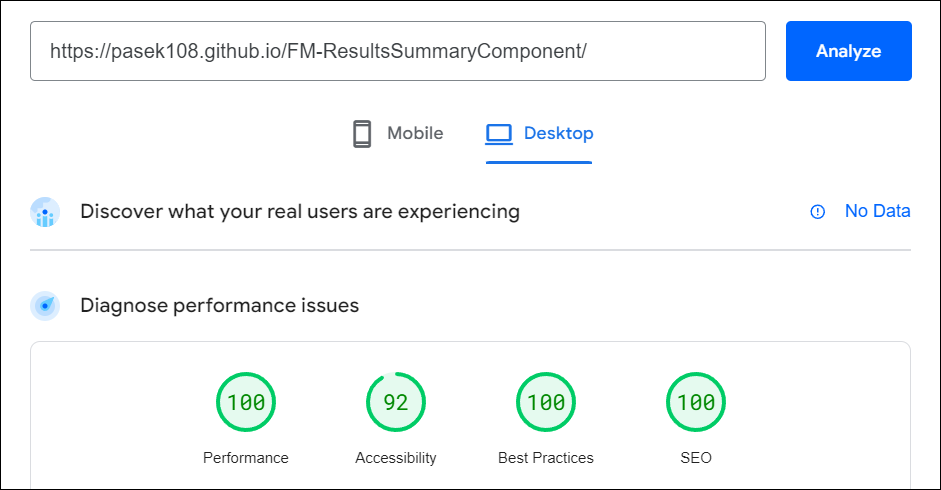 https://pasek108.github.io/FM-ResultsSummaryComponent/ Analyze
Mobile Desktop
Discover what your real users are experiencing No Data
Diagnose performance issues
100 92 100 100
Performance Accessibility Best Practices SEO